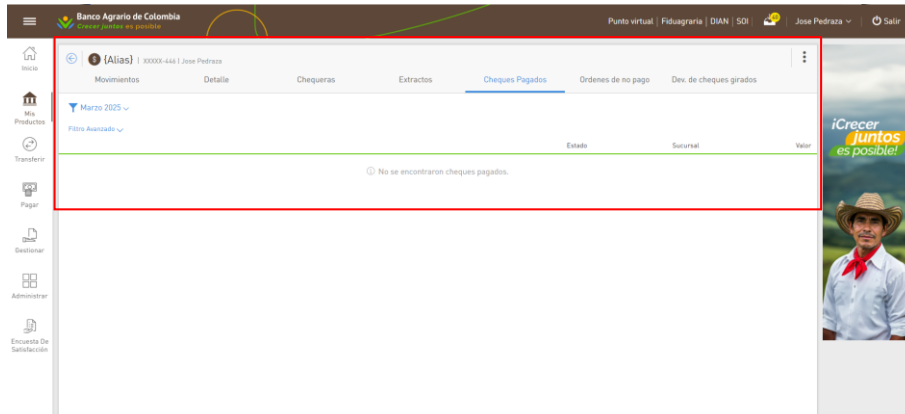 Banco Agrario de Colombia
Crecer juntos es posible
Punto virtual | Fiduagraria | DIAN | SOI | Jose Pedraza Salir
{Alias} | XXXXX-446 | Jose Pedraza
Movimientos Detalle Chequeras Extractos Cheques Pagados Ordenes de no pago Dev. de cheques girados
Marzo 2025
Filtro Avanzado
Estado Sucursal Valor
No se encontraron cheques pagados.
Inicio
Mis
Productos
Transferir
Pagar
Gestionar
Administrar
Encuesta De
Satisfacción
¡Crecer
juntos
es posible!